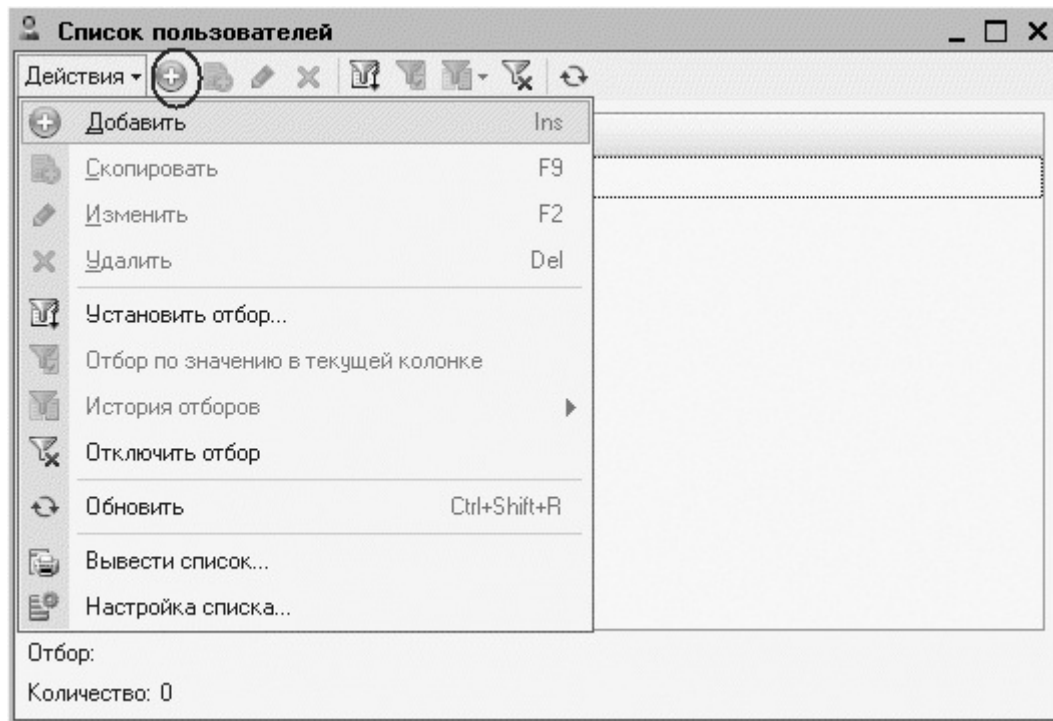 Список пользователей
Действия
Добавить Ins
Скопировать F9
Изменить F2
Удалить Del
Установить отбор...
Отбор по значению в текущей колонке
История отборов
Отключить отбор
Обновить Ctrl+Shift+R
Вывести список...
Настройка списка...
Отбор:
Количество: 0